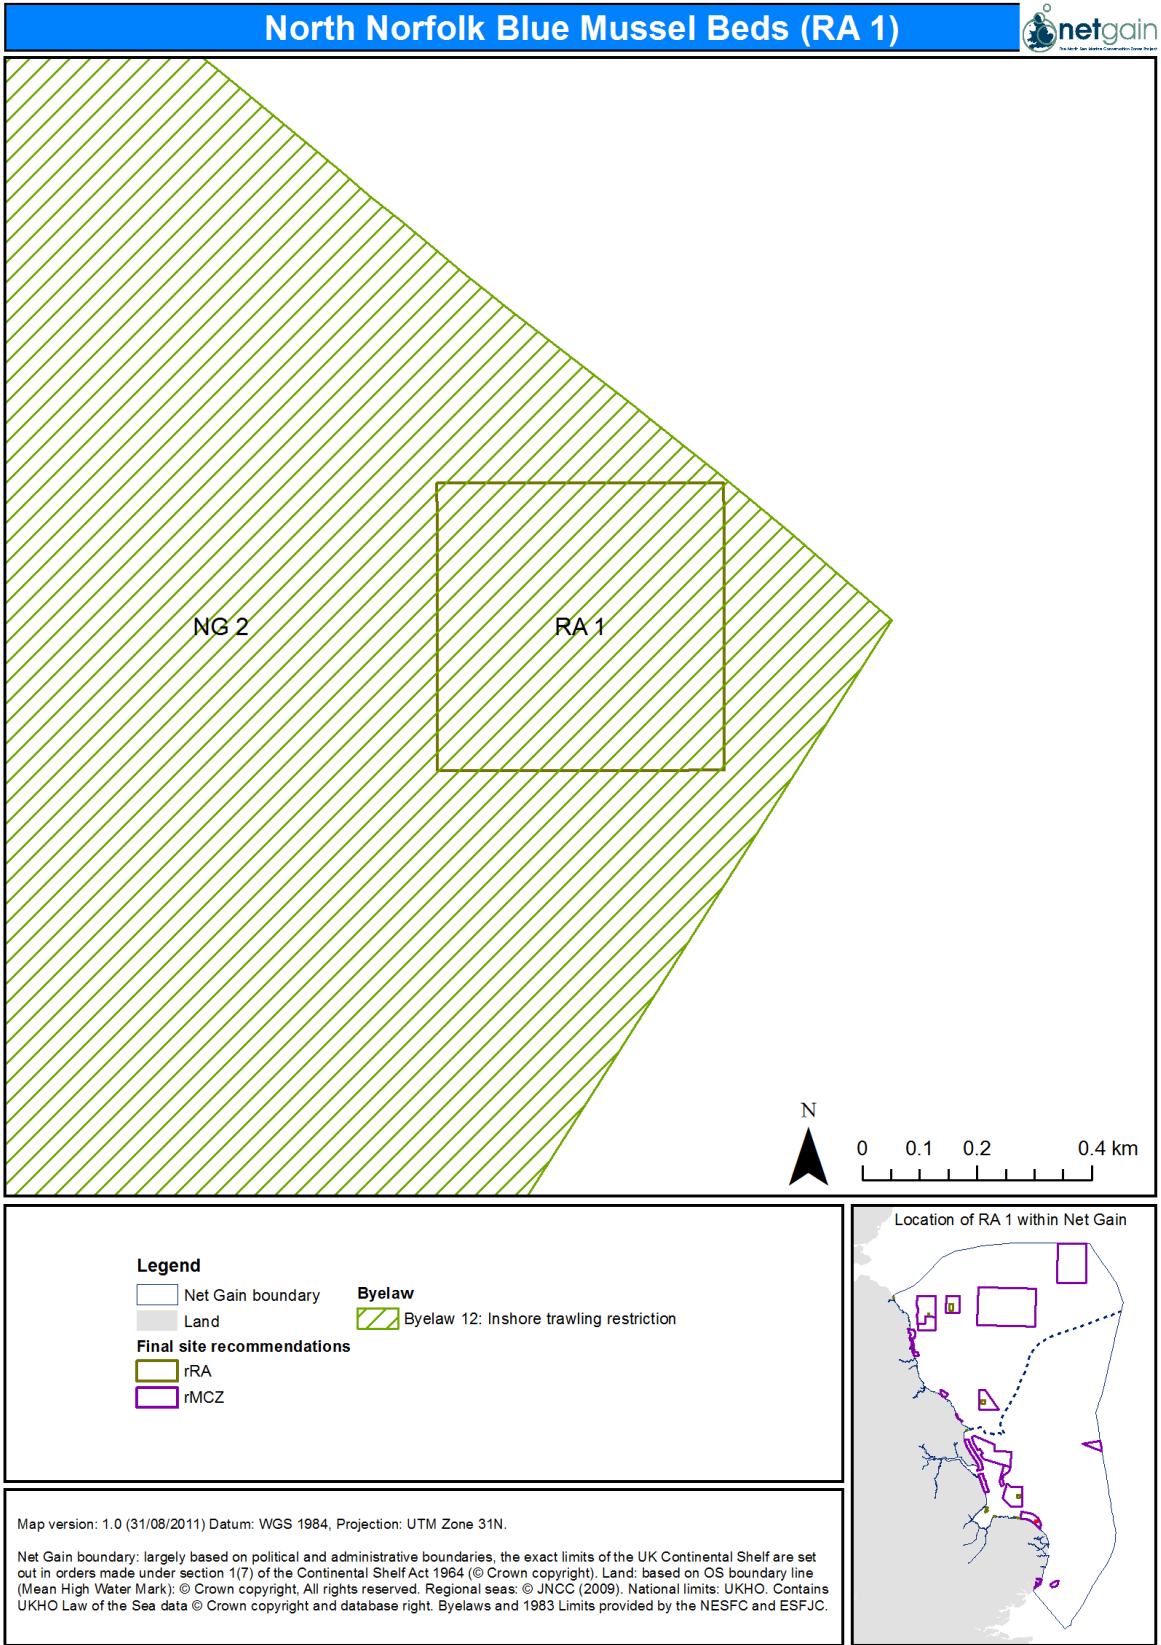 North Norfolk Blue Mussel Beds (RA 1)
netgain
The North Sea Marine Conservation Zones Project
NG 2
RA 1
N
0 0.1 0.2 0.4 km
Legend
Net Gain boundary
Land
Final site recommendations
rRA
rMCZ
Byelaw
Byelaw 12: Inshore trawling restriction
Location of RA 1 within Net Gain
Map version: 1.0 (31/08/2011) Datum: WGS 1984, Projection: UTM Zone 31N.
Net Gain boundary: largely based on political and administrative boundaries, the exact limits of the UK Continental Shelf are set
out in orders made under section 1(7) of the Continental Shelf Act 1964 (© Crown copyright). Land: based on OS boundary line
(Mean High Water Mark): © Crown copyright, All rights reserved. Regional seas: © JNCC (2009). National limits: UKHO. Contains
UKHO Law of the Sea data © Crown copyright and database right. Byelaws and 1983 Limits provided by the NESFC and ESFJC.